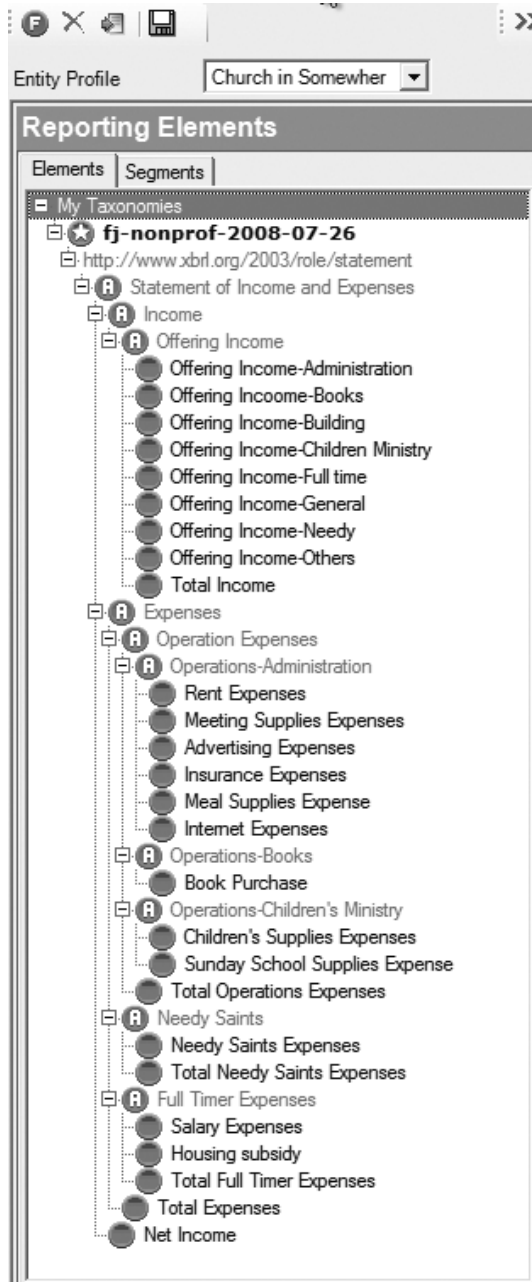 Entity Profile Church in Somewher
Reporting Elements
Elements Segments
My Taxonomies
fj-nonprof-2008-07-26
http://www.xbrl.org/2003/role/statement
Statement of Income and Expenses
Income
Offering Income
Offering Income-Administration
Offering Incoome-Books
Offering Income-Building
Offering Income-Children Ministry
Offering Income-Full time
Offering Income-General
Offering Income-Needy
Offering Income-Others
Total Income
Expenses
Operation Expenses
Operations-Administration
Rent Expenses
Meeting Supplies Expenses
Advertising Expenses
Insurance Expenses
Meal Supplies Expense
Internet Expenses
Operations-Books
Book Purchase
Operations-Children's Ministry
Children's Supplies Expenses
Sunday School Supplies Expense
Total Operations Expenses
Needy Saints
Needy Saints Expenses
Total Needy Saints Expenses
Full Timer Expenses
Salary Expenses
Housing subsidy
Total Full Timer Expenses
Total Expenses
Net Income